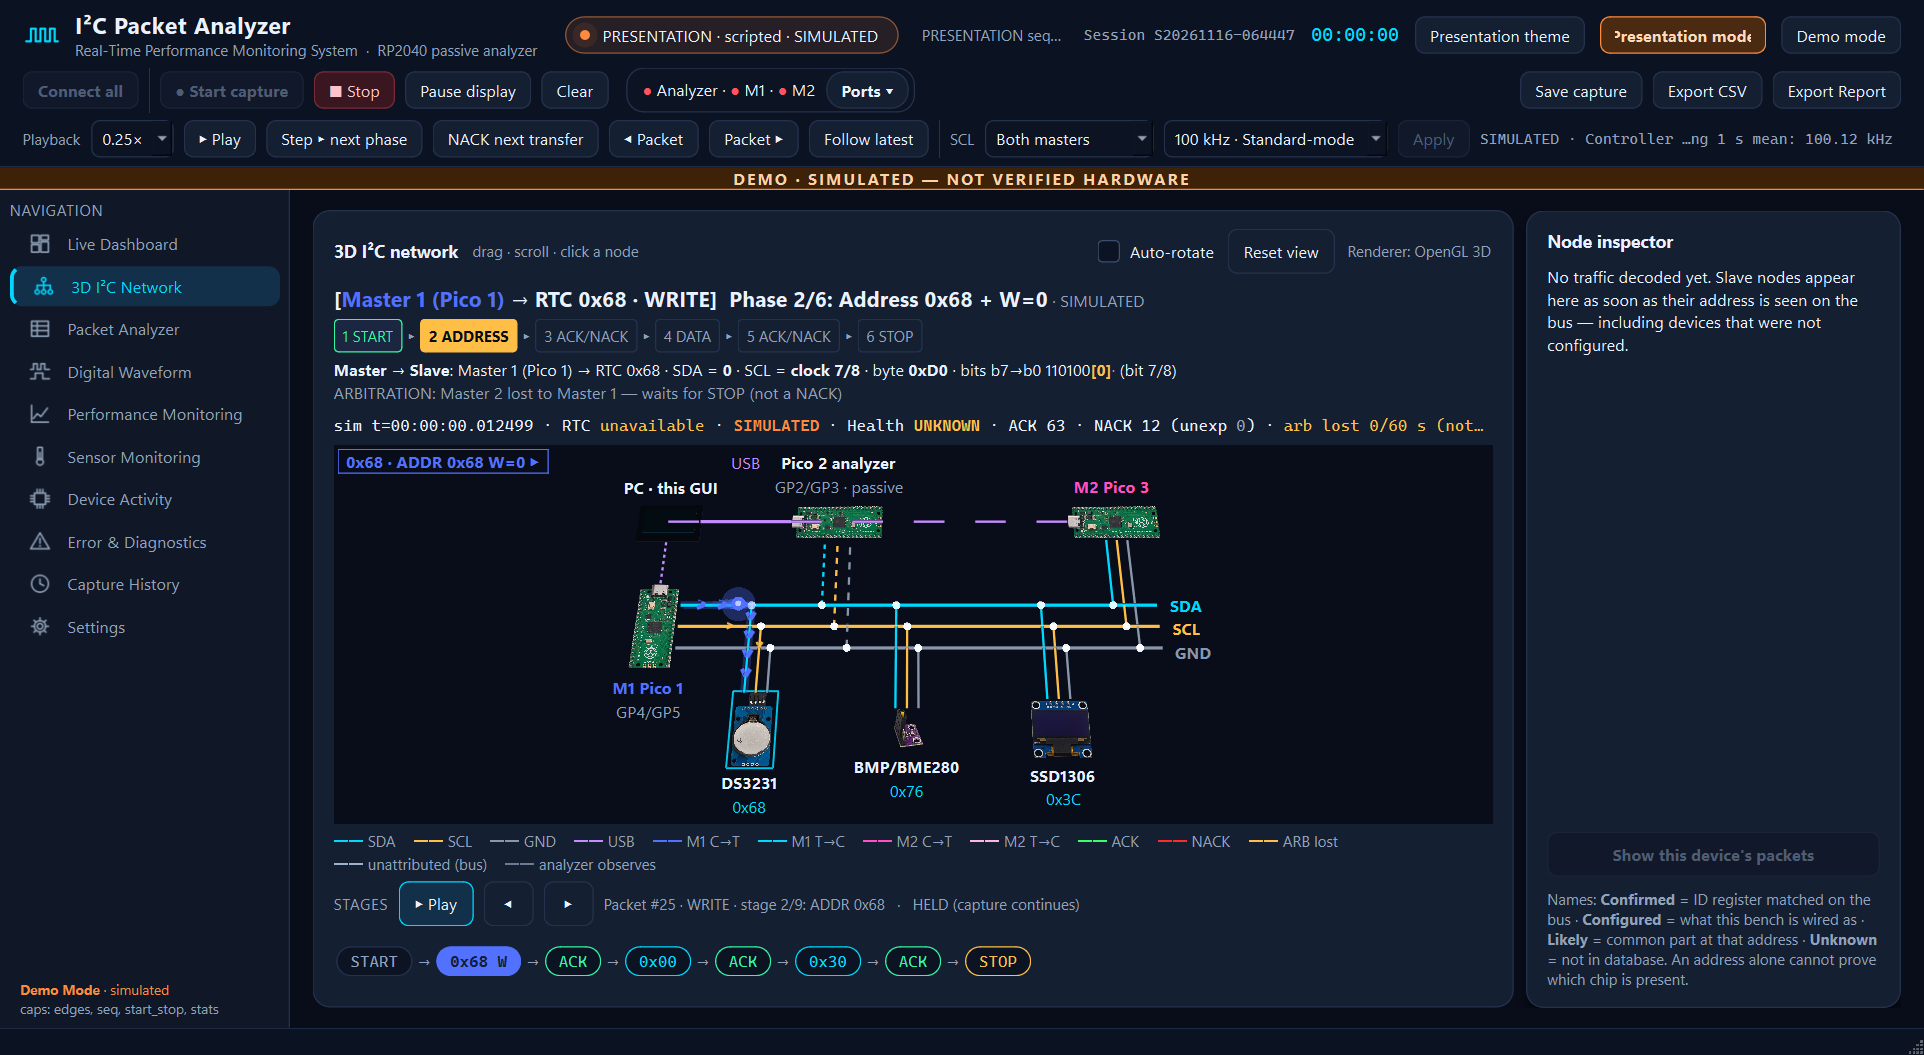 I²C Packet Analyzer
Real-Time Performance Monitoring System · RP2040 passive analyzer
PRESENTATION · scripted · SIMULATED
PRESENTATION seq…
Session S20261116-064447
00:00:00
Presentation theme
Presentation mode
Demo mode
Connect all
● Start capture
■ Stop
Pause display
Clear
● Analyzer · ● M1 · ● M2
Ports ▾
Save capture
Export CSV
Export Report
Playback
0.25×
▸ Play
Step ▸ next phase
NACK next transfer
◂ Packet
Packet ▸
Follow latest
SCL
Both masters
100 kHz · Standard-mode
Apply
SIMULATED · Controller …ng 1 s mean: 100.12 kHz
DEMO · SIMULATED — NOT VERIFIED HARDWARE
NAVIGATION
Live Dashboard
3D I²C Network
Packet Analyzer
Digital Waveform
Performance Monitoring
Sensor Monitoring
Device Activity
Error & Diagnostics
Capture History
Settings
Demo Mode · simulated
caps: edges, seq, start_stop, stats
3D I²C network
drag · scroll · click a node
Auto-rotate
Reset view
Renderer: OpenGL 3D
[Master 1 (Pico 1) → RTC 0x68 · WRITE] Phase 2/6: Address 0x68 + W=0 · SIMULATED
1 START ▸ 2 ADDRESS ▸ 3 ACK/NACK ▸ 4 DATA ▸ 5 ACK/NACK ▸ 6 STOP
Master → Slave: Master 1 (Pico 1) → RTC 0x68 · SDA = 0 · SCL = clock 7/8 · byte 0xD0 · bits b7→b0 110100[0]· (bit 7/8)
ARBITRATION: Master 2 lost to Master 1 — waits for STOP (not a NACK)
sim t=00:00:00.012499 · RTC unavailable · SIMULATED · Health UNKNOWN · ACK 63 · NACK 12 (unexp 0) · arb lost 0/60 s (not…
0x68 · ADDR 0x68 W=0 ▸
USB
Pico 2 analyzer
PC · this GUI
GP2/GP3 · passive
M2 Pico 3
SDA
SCL
GND
M1 Pico 1
GP4/GP5
DS3231
0x68
BMP/BME280
0x76
SSD1306
0x3C
SDA
SCL
GND
USB
M1 C→T
M1 T→C
M2 C→T
M2 T→C
ACK
NACK
ARB lost
unattributed (bus)
analyzer observes
STAGES
▸ Play
◂
▸
Packet #25 · WRITE · stage 2/9: ADDR 0x68 · HELD (capture continues)
START → 0x68 W → ACK → 0x00 → ACK → 0x30 → ACK → STOP
Node inspector
No traffic decoded yet. Slave nodes appear
here as soon as their address is seen on the
bus — including devices that were not
configured.
Show this device's packets
Names: Confirmed = ID register matched on the
bus · Configured = what this bench is wired as ·
Likely = common part at that address · Unknown
= not in database. An address alone cannot prove
which chip is present.